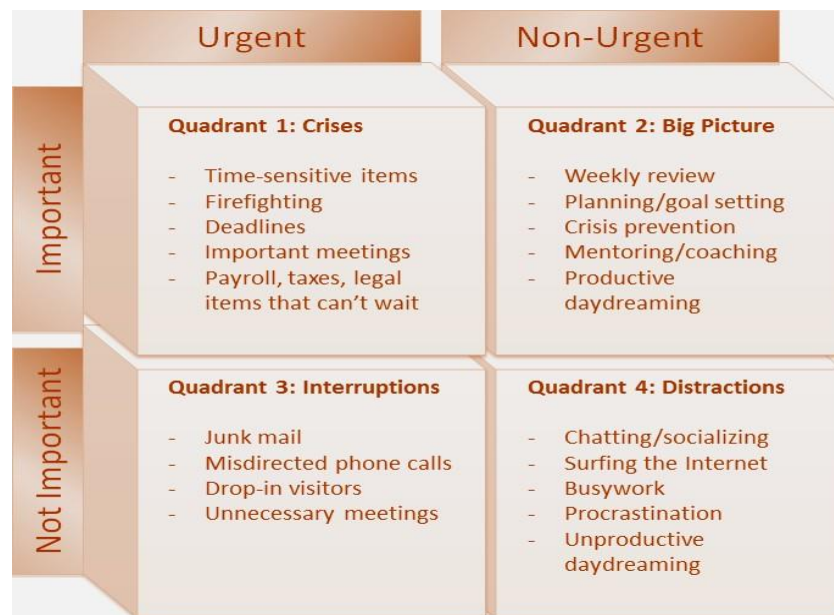 Urgent
Non-Urgent
Important
Quadrant 1: Crises
- Time-sensitive items
- Firefighting
- Deadlines
- Important meetings
- Payroll, taxes, legal
items that can't wait
Quadrant 2: Big Picture
- Weekly review
- Planning/goal setting
- Crisis prevention
- Mentoring/coaching
- Productive
daydreaming
Not Important
Quadrant 3: Interruptions
- Junk mail
- Misdirected phone calls
- Drop-in visitors
- Unnecessary meetings
Quadrant 4: Distractions
- Chatting/socializing
- Surfing the Internet
- Busywork
- Procrastination
- Unproductive
daydreaming